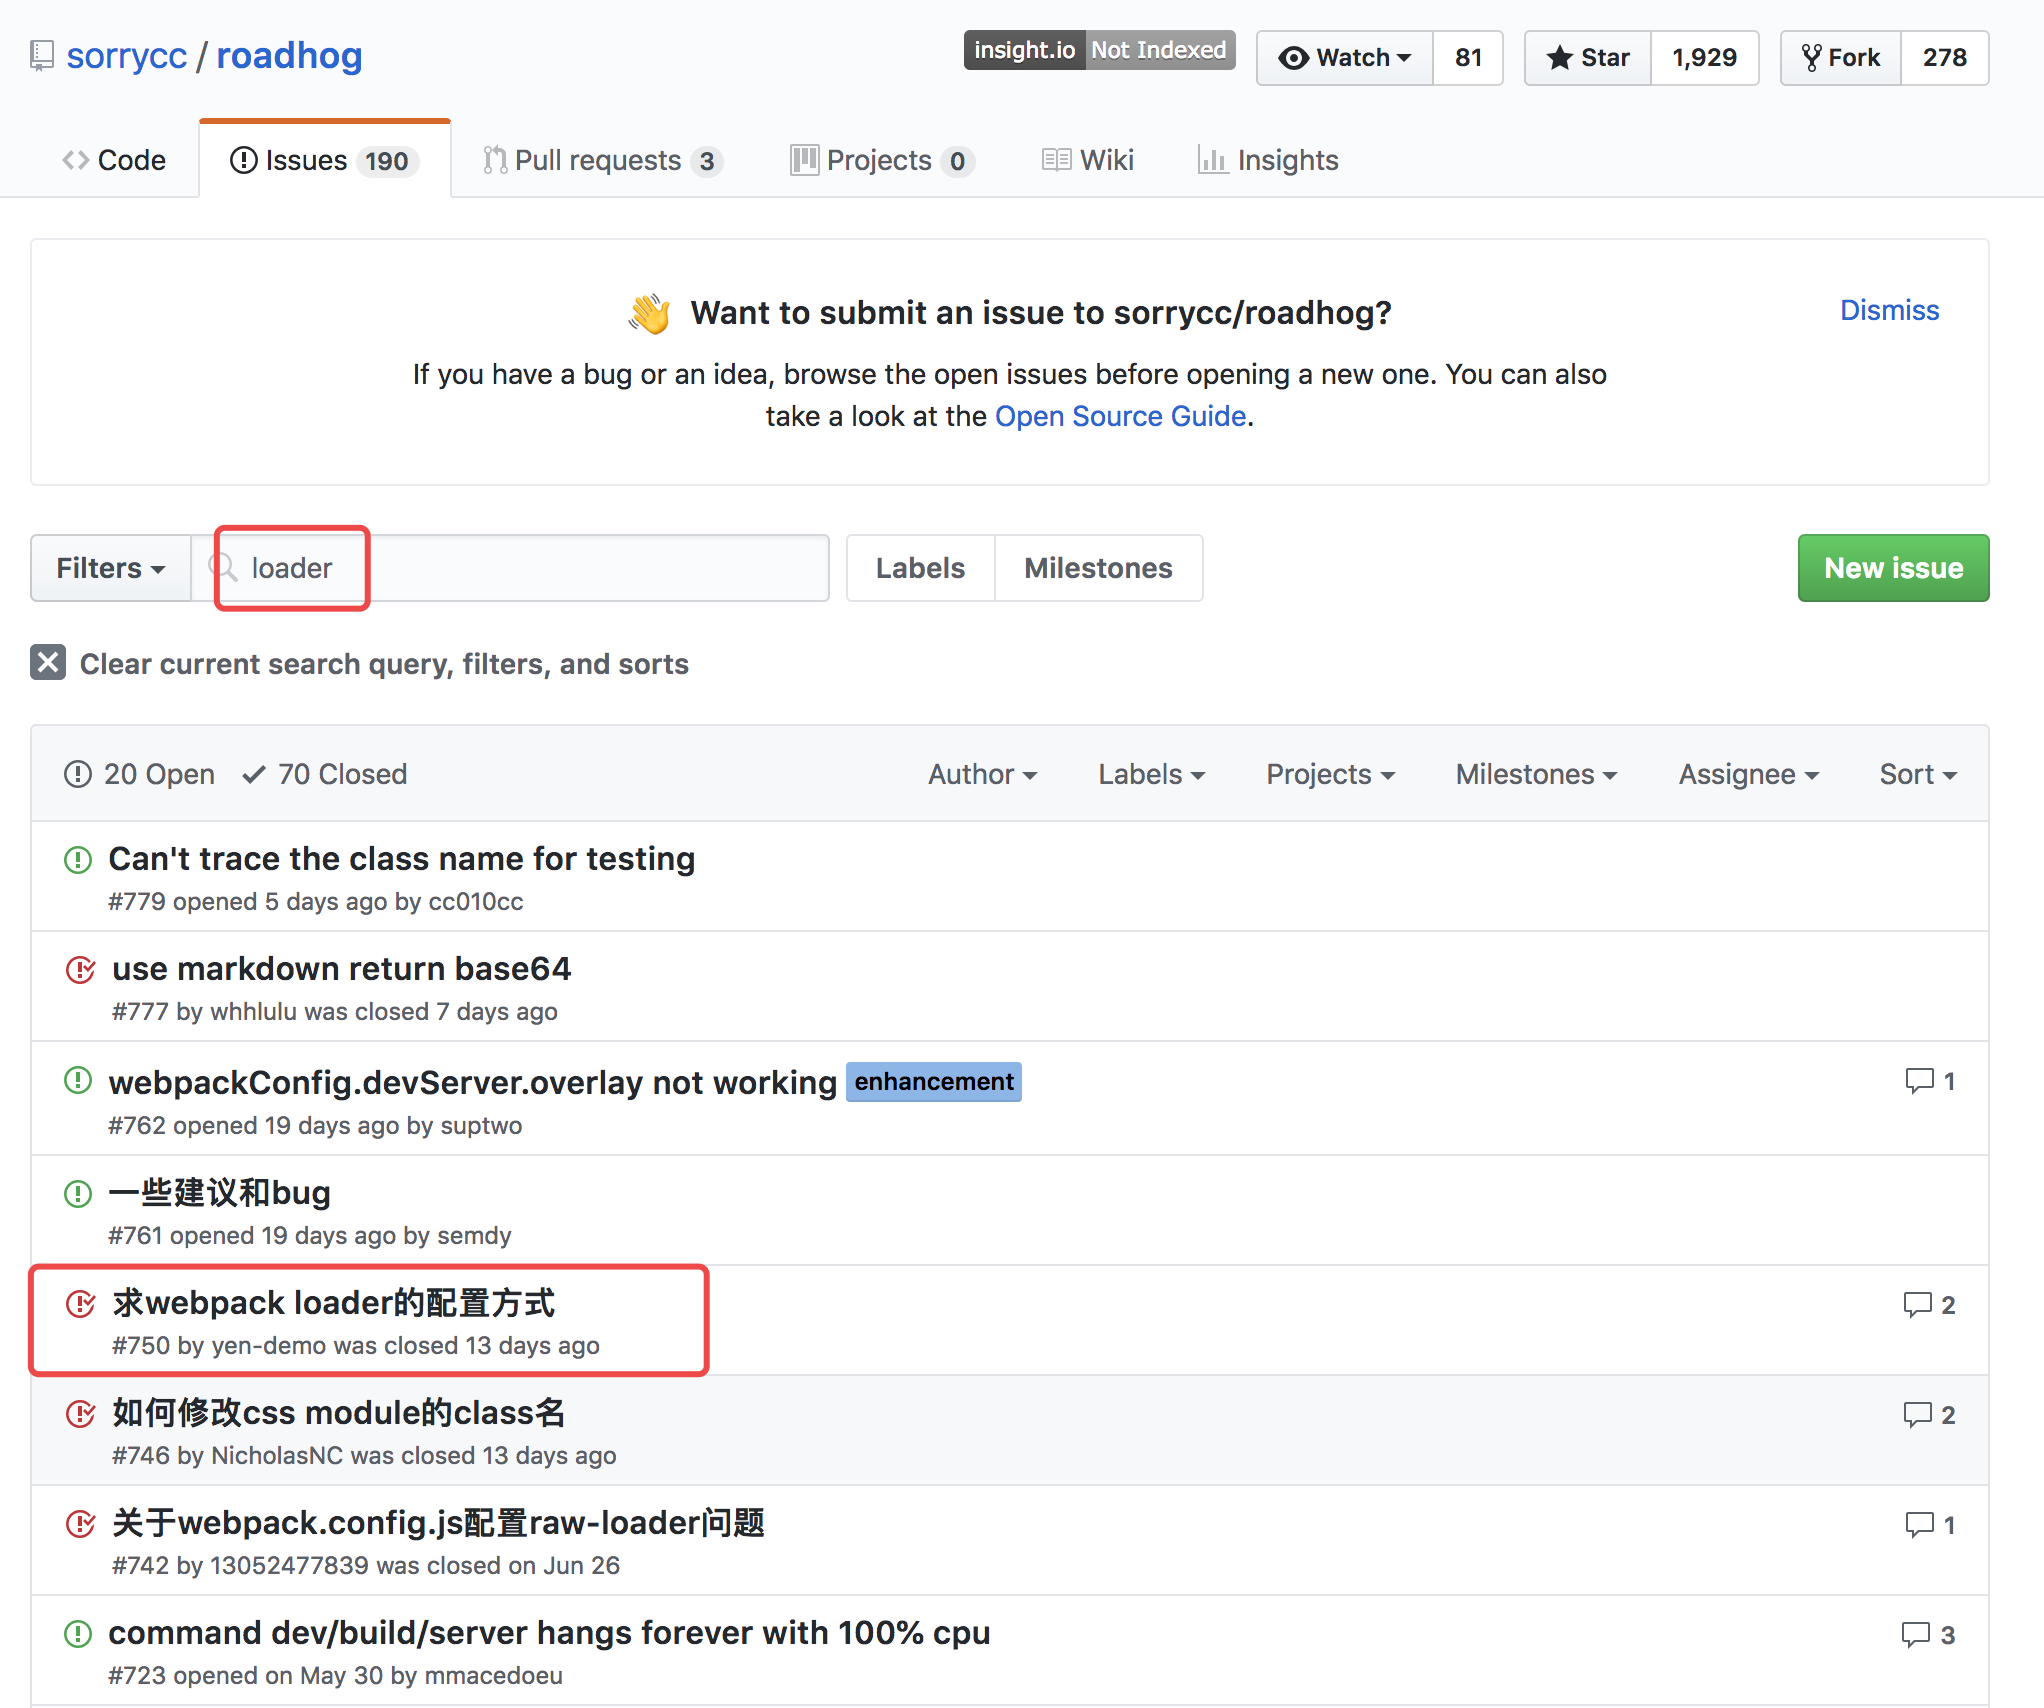 sorrycc / roadhog
insight.io Not Indexed
Watch 81
Star 1,929
Fork 278
Code
Issues 190
Pull requests 3
Projects 0
Wiki
Insights
👋 Want to submit an issue to sorrycc/roadhog?
Dismiss
If you have a bug or an idea, browse the open issues before opening a new one. You can also
take a look at the Open Source Guide.
Filters
loader
Labels
Milestones
New issue
Clear current search query, filters, and sorts
20 Open
70 Closed
Author
Labels
Projects
Milestones
Assignee
Sort
Can't trace the class name for testing
#779 opened 5 days ago by cc010cc
use markdown return base64
#777 by whhlulu was closed 7 days ago
webpackConfig.devServer.overlay not working enhancement
1
#762 opened 19 days ago by suptwo
一些建议和bug
#761 opened 19 days ago by semdy
求webpack loader的配置方式
2
#750 by yen-demo was closed 13 days ago
如何修改css module的class名
2
#746 by NicholasNC was closed 13 days ago
关于webpack.config.js配置raw-loader问题
1
#742 by 13052477839 was closed on Jun 26
command dev/build/server hangs forever with 100% cpu
3
#723 opened on May 30 by mmacedoeu